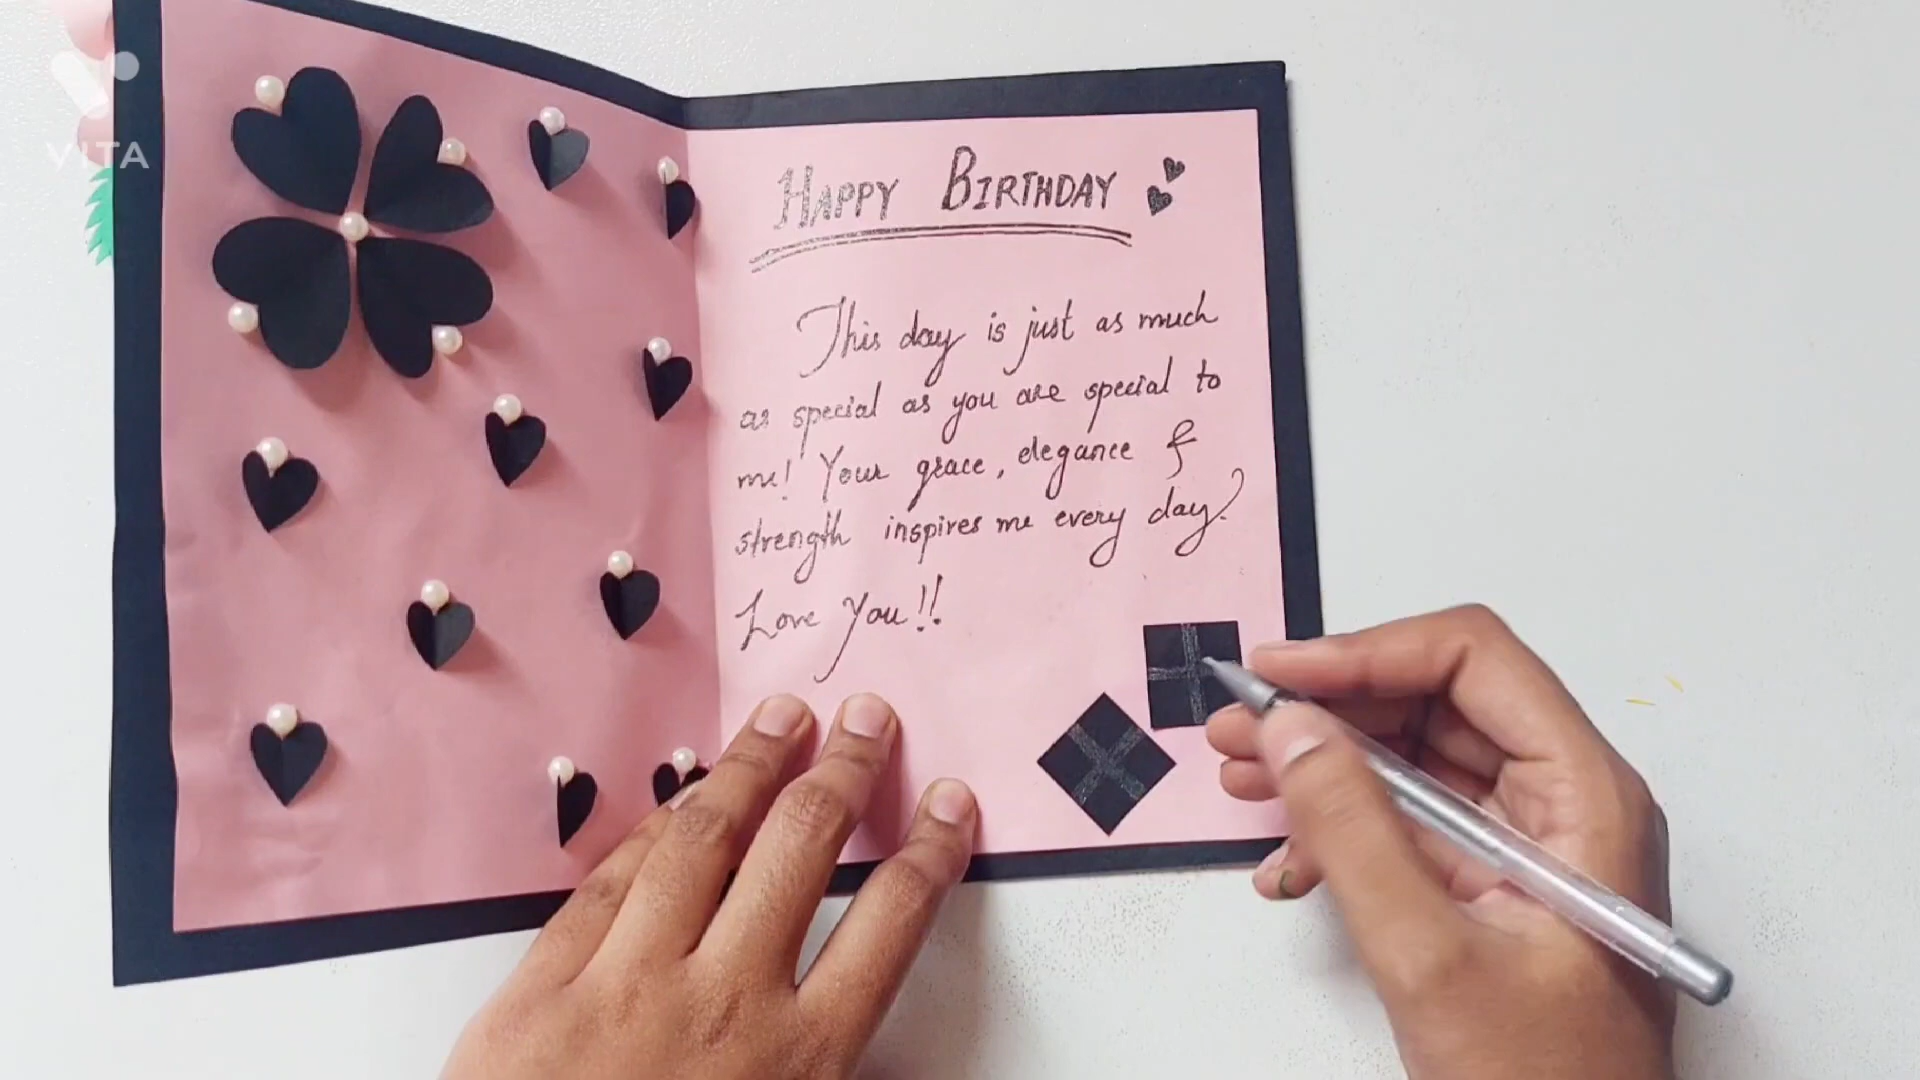 VITA
HAPPY BIRTHDAY
This day is just as much
as special as you are special to
me! Your grace, elegance &
strength inspires me every day.
Love You!!